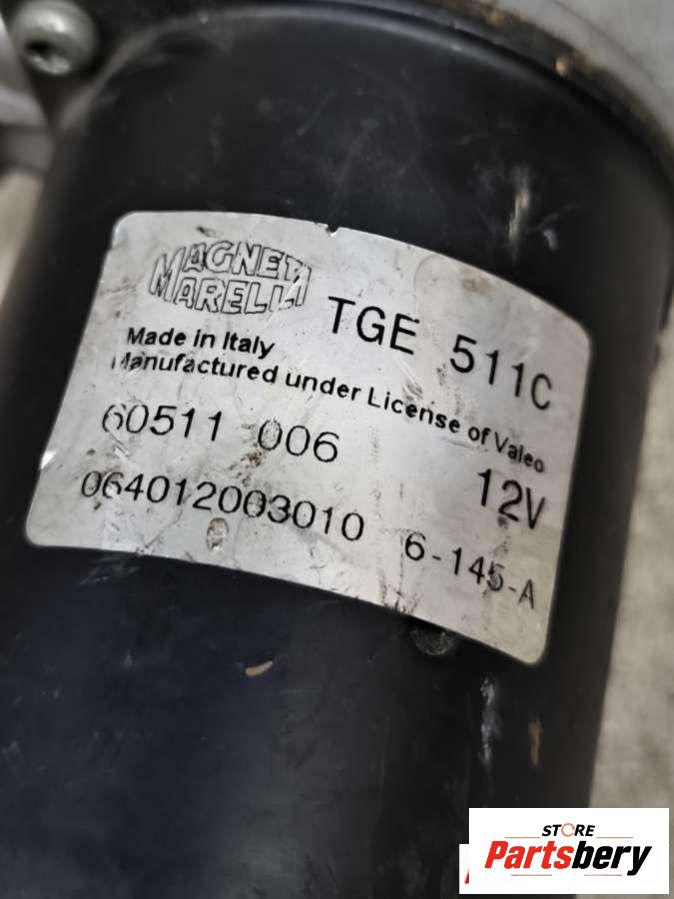 MAGNETI
MARELLI
TGE 511C
Made in Italy
Manufactured under License of Valeo
60511 006
12V
064012003010
6-145-A
STORE
Partsbery